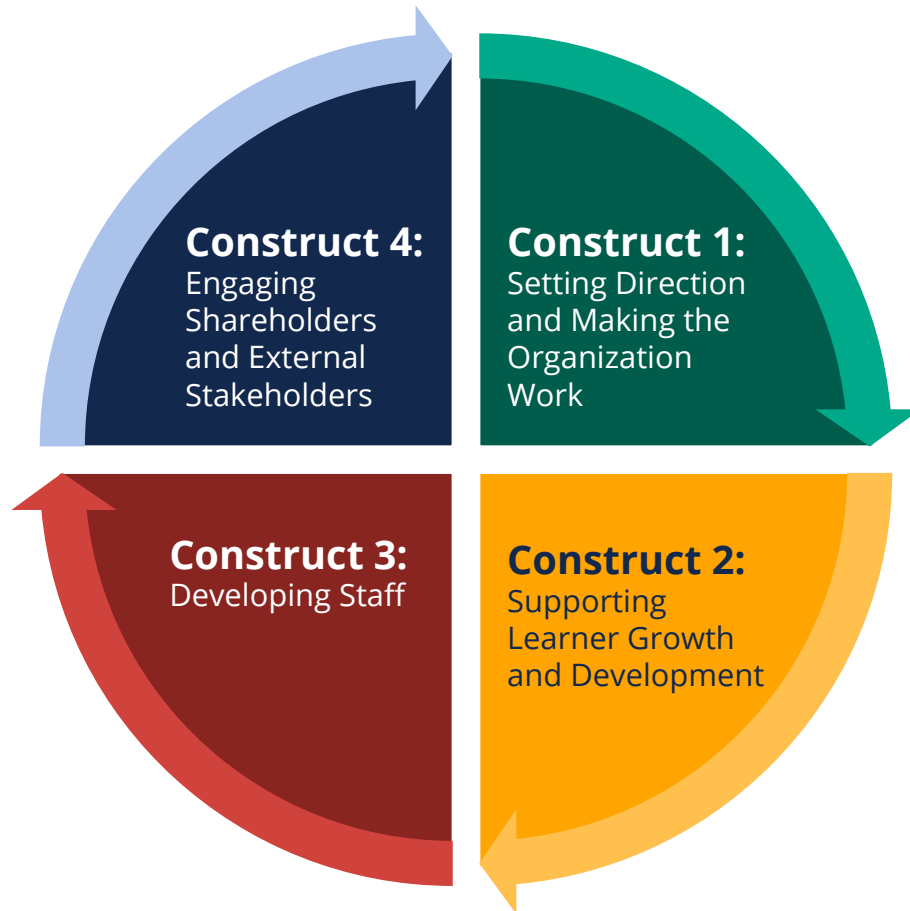 Construct 1:
Setting Direction
and Making the
Organization
Work
Construct 2:
Supporting
Learner Growth
and Development
Construct 3:
Developing Staff
Construct 4:
Engaging
Shareholders
and External
Stakeholders